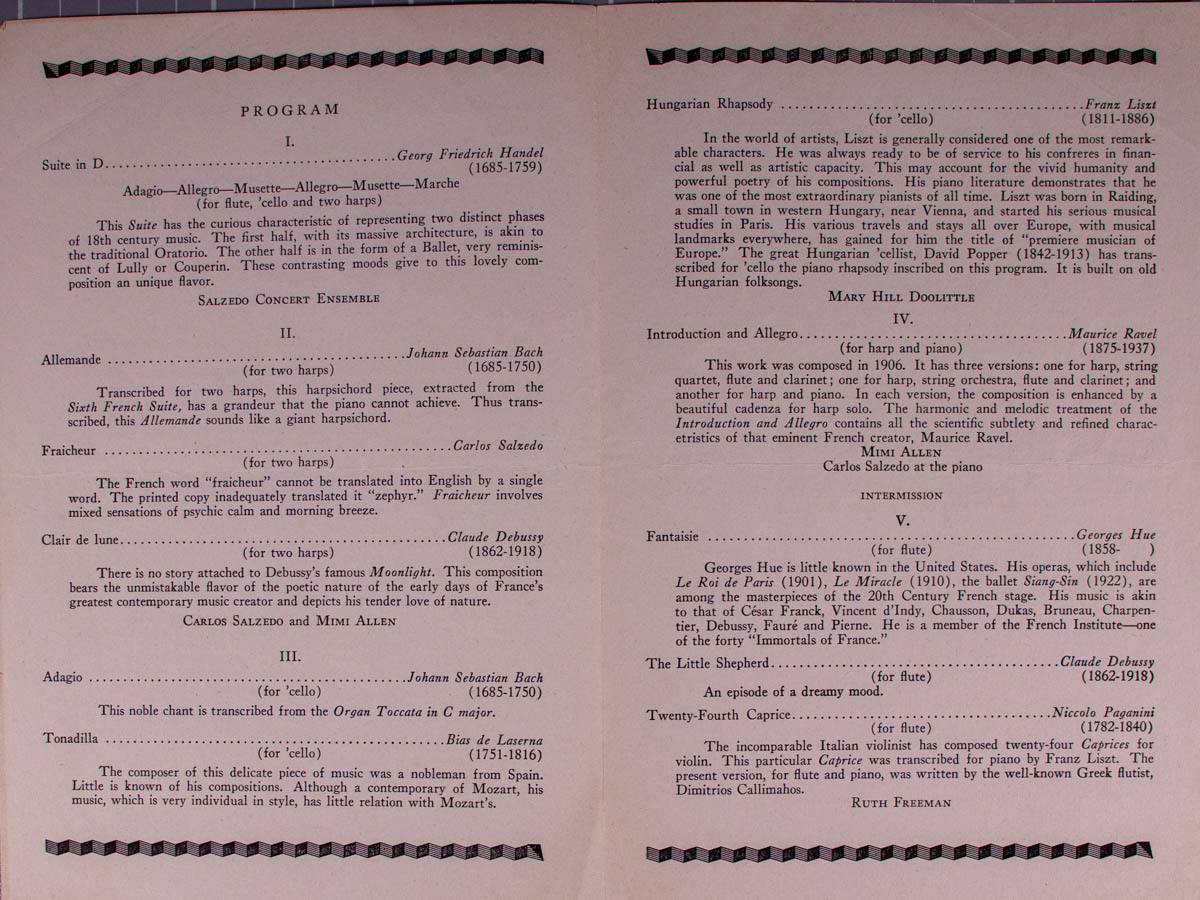 PROGRAM
I.
Suite in D........................................Georg Friedrich Handel
(1685-1759)
Adagio—Allegro—Musette—Allegro—Musette—Marche
(for flute, 'cello and two harps)
This Suite has the curious characteristic of representing two distinct phases
of 18th century music. The first half, with its massive architecture, is akin to
the traditional Oratorio. The other half is in the form of a Ballet, very reminis-
cent of Lully or Couperin. These contrasting moods give to this lovely com-
position an unique flavor.
SALZEDO CONCERT ENSEMBLE
II.
Allemande ........................................Johann Sebastian Bach
(for two harps) (1685-1750)
Transcribed for two harps, this harpsichord piece, extracted from the
Sixth French Suite, has a grandeur that the piano cannot achieve. Thus trans-
scribed, this Allemande sounds like a giant harpsichord.
Fraicheur ...............................................Carlos Salzedo
(for two harps)
The French word "fraicheur" cannot be translated into English by a single
word. The printed copy inadequately translated it "zephyr." Fraicheur involves
mixed sensations of psychic calm and morning breeze.
Clair de lune............................................Claude Debussy
(for two harps) (1862-1918)
There is no story attached to Debussy's famous Moonlight. This composition
bears the unmistakable flavor of the poetic nature of the early days of France's
greatest contemporary music creator and depicts his tender love of nature.
CARLOS SALZEDO and MIMI ALLEN
III.
Adagio ...........................................Johann Sebastian Bach
(for 'cello) (1685-1750)
This noble chant is transcribed from the Organ Toccata in C major.
Tonadilla ..............................................Bias de Laserna
(for 'cello) (1751-1816)
The composer of this delicate piece of music was a nobleman from Spain.
Little is known of his compositions. Although a contemporary of Mozart, his
music, which is very individual in style, has little relation with Mozart's.
Hungarian Rhapsody .........................................Franz Liszt
(for 'cello) (1811-1886)
In the world of artists, Liszt is generally considered one of the most remark-
able characters. He was always ready to be of service to his confreres in finan-
cial as well as artistic capacity. This may account for the vivid humanity and
powerful poetry of his compositions. His piano literature demonstrates that he
was one of the most extraordinary pianists of all time. Liszt was born in Raiding,
a small town in western Hungary, near Vienna, and started his serious musical
studies in Paris. His various travels and stays all over Europe, with musical
landmarks everywhere, has gained for him the title of "premiere musician of
Europe." The great Hungarian 'cellist, David Popper (1842-1913) has trans-
scribed for 'cello the piano rhapsody inscribed on this program. It is built on old
Hungarian folksongs.
MARY HILL DOOLITTLE
IV.
Introduction and Allegro.....................................Maurice Ravel
(for harp and piano) (1875-1937)
This work was composed in 1906. It has three versions: one for harp, string
quartet, flute and clarinet; one for harp, string orchestra, flute and clarinet; and
another for harp and piano. In each version, the composition is enhanced by a
beautiful cadenza for harp solo. The harmonic and melodic treatment of the
Introduction and Allegro contains all the scientific subtlety and refined charac-
etristics of that eminent French creator, Maurice Ravel.
MIMI ALLEN
Carlos Salzedo at the piano
INTERMISSION
V.
Fantaisie ...................................................Georges Hue
(for flute) (1858- )
Georges Hue is little known in the United States. His operas, which include
Le Roi de Paris (1901), Le Miracle (1910), the ballet Siang-Sin (1922), are
among the masterpieces of the 20th Century French stage. His music is akin
to that of César Franck, Vincent d'Indy, Chausson, Dukas, Bruneau, Charpen-
tier, Debussy, Fauré and Pierne. He is a member of the French Institute—one
of the forty "Immortals of France."
The Little Shepherd........................................Claude Debussy
(for flute) (1862-1918)
An episode of a dreamy mood.
Twenty-Fourth Caprice.....................................Niccolo Paganini
(for flute) (1782-1840)
The incomparable Italian violinist has composed twenty-four Caprices for
violin. This particular Caprice was transcribed for piano by Franz Liszt. The
present version, for flute and piano, was written by the well-known Greek flutist,
Dimitrios Callimahos.
RUTH FREEMAN